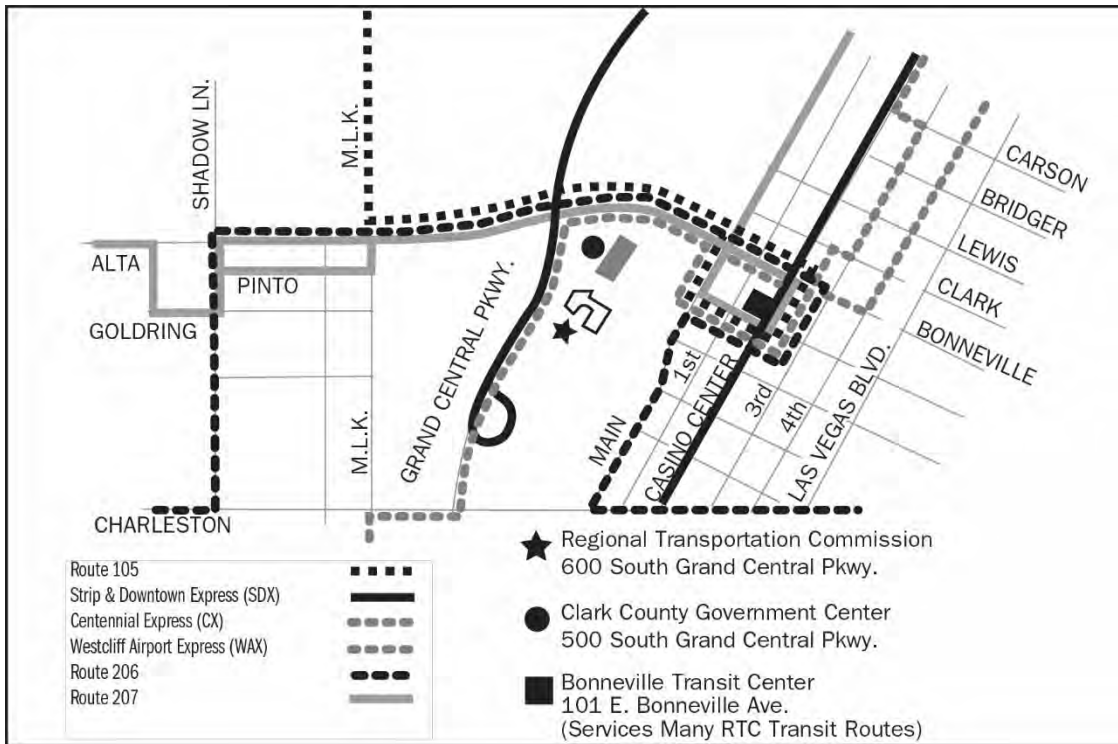 SHADOW LN.
M.L.K.
CARSON
BRIDGER
LEWIS
CLARK
BONNEVILLE
ALTA
PINTO
GOLDRING
GRAND CENTRAL PKWY.
M.L.K.
MAIN
1st
CASINO CENTER
3rd
4th
LAS VEGAS BLVD.
CHARLESTON
Route 105
Strip & Downtown Express (SDX)
Centennial Express (CX)
Westcliff Airport Express (WAX)
Route 206
Route 207
Regional Transportation Commission
600 South Grand Central Pkwy.
Clark County Government Center
500 South Grand Central Pkwy.
Bonneville Transit Center
101 E. Bonneville Ave.
(Services Many RTC Transit Routes)